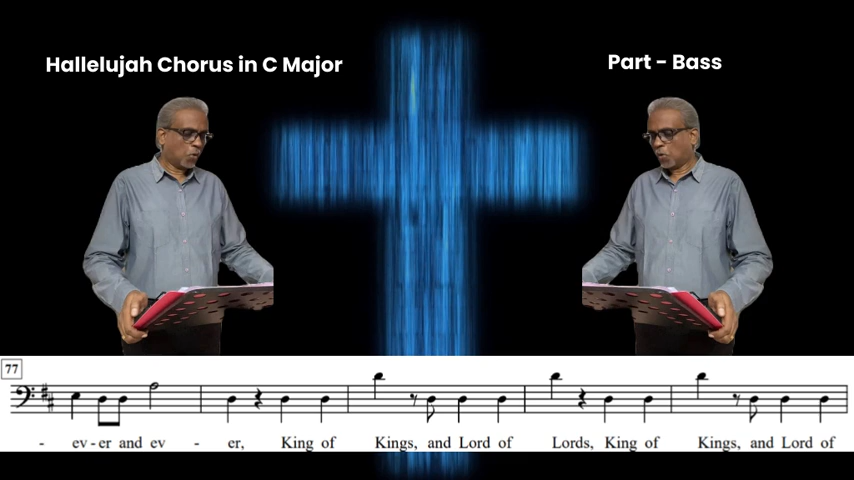 Hallelujah Chorus in C Major
Part - Bass
77
- ev - er and ev - er, King of Kings, and Lord of Lords, King of Kings, and Lord of